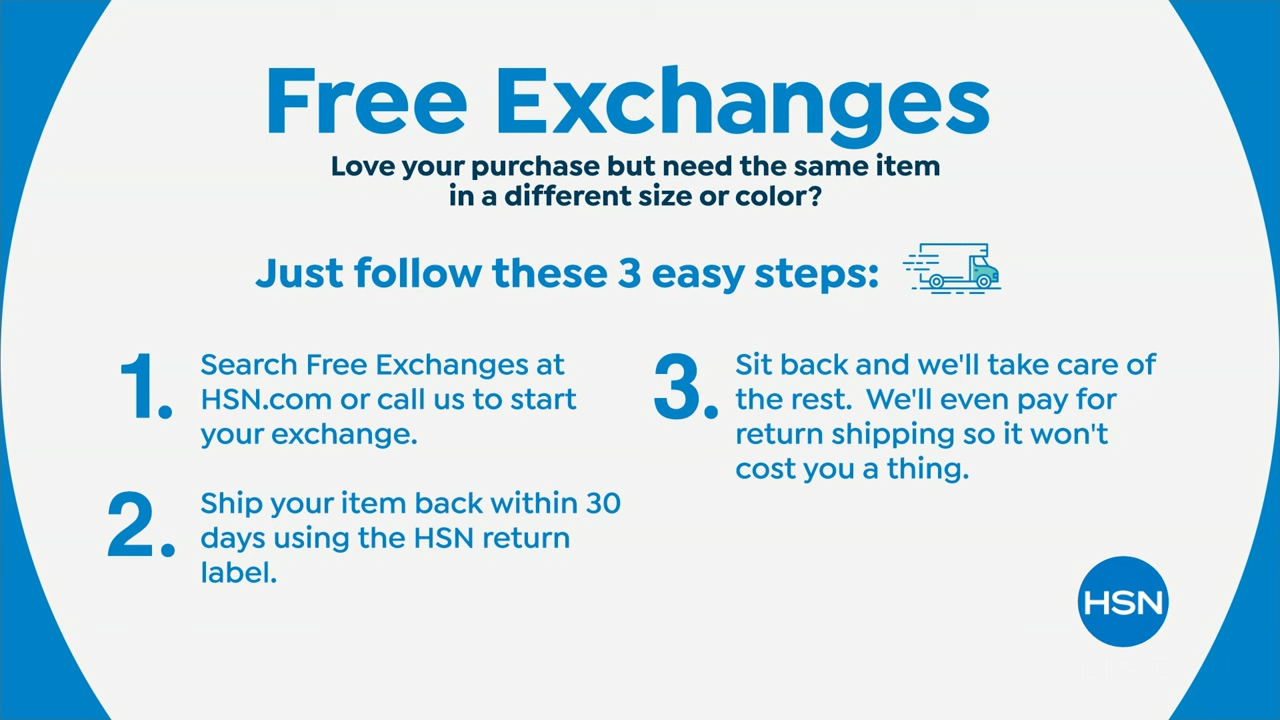 Free Exchanges
Love your purchase but need the same item
in a different size or color?
Just follow these 3 easy steps:
1. Search Free Exchanges at
HSN.com or call us to start
your exchange.
2. Ship your item back within 30
days using the HSN return
label.
3. Sit back and we'll take care of
the rest.  We'll even pay for
return shipping so it won't
cost you a thing.
HSN